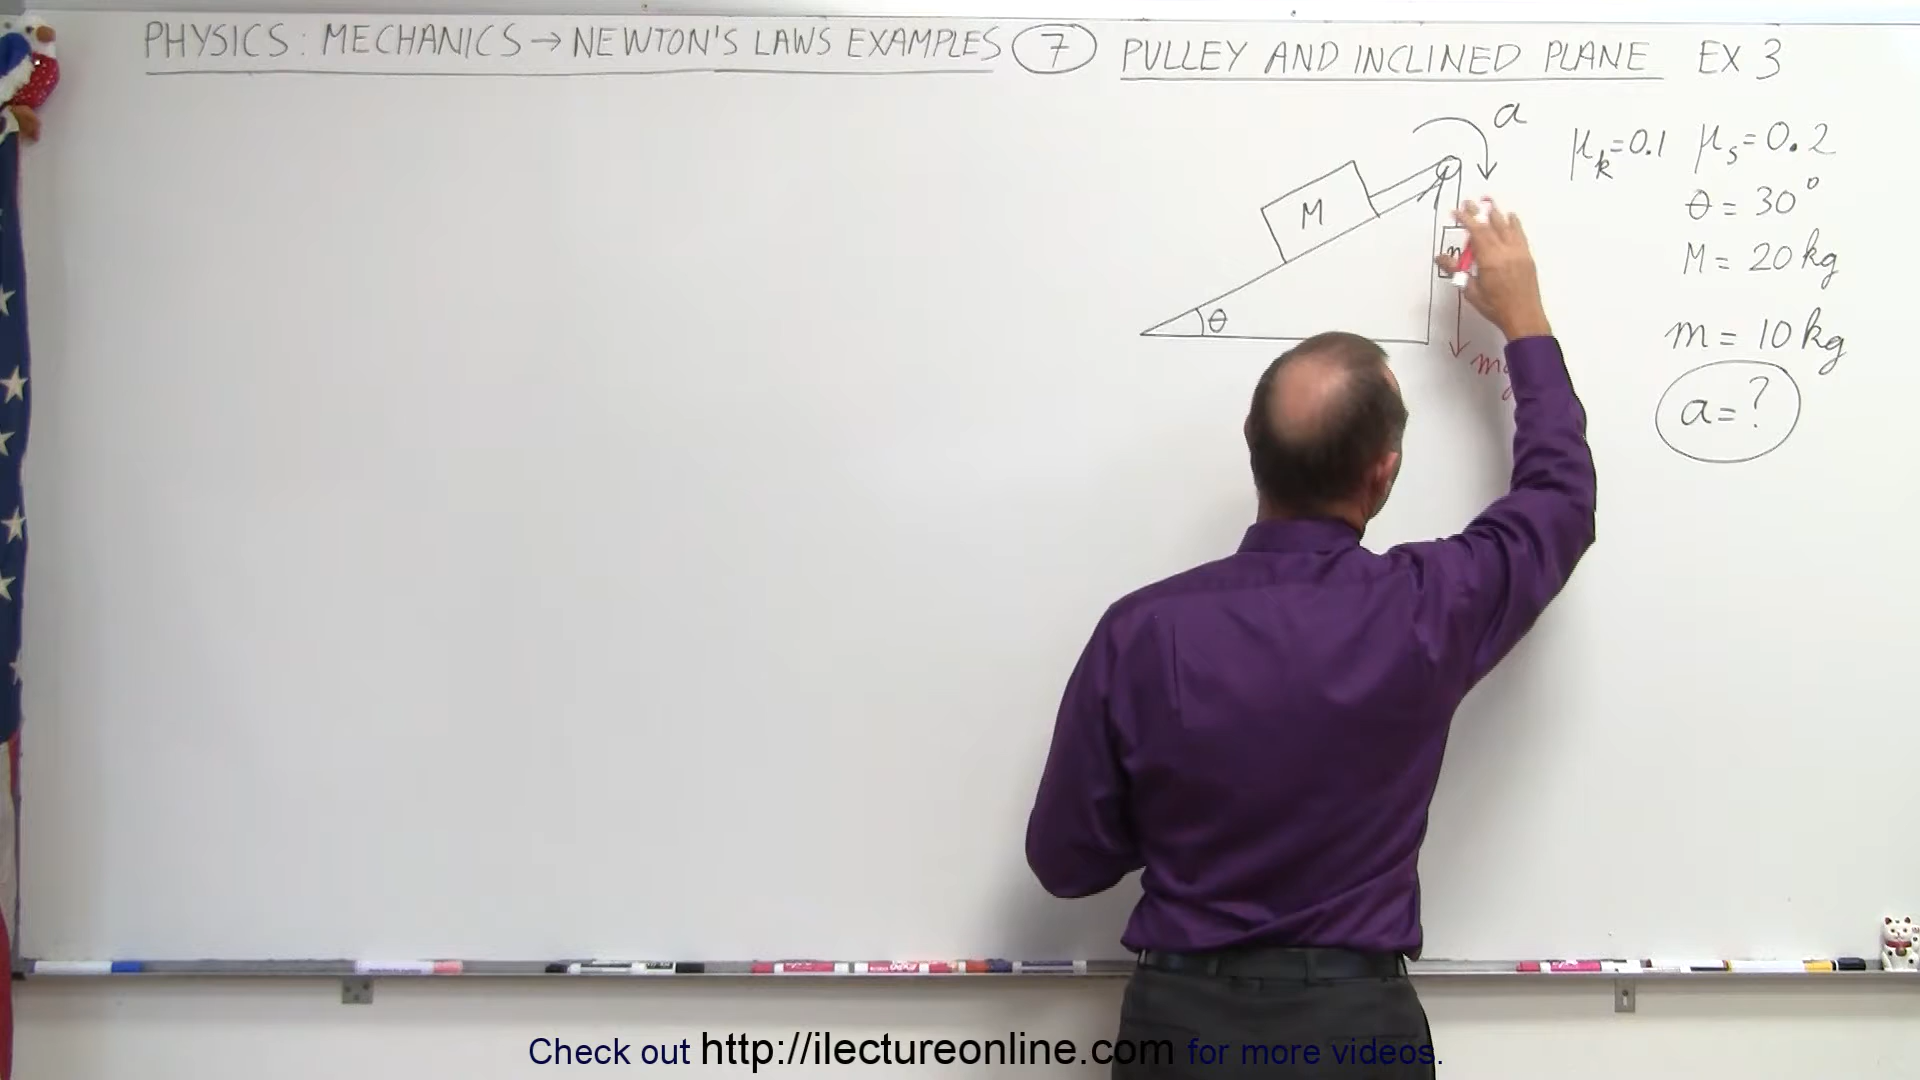 PHYSICS: MECHANICS → NEWTON'S LAWS EXAMPLES 7 PULLEY AND INCLINED PLANE EX 3
a
μk=0.1 μs=0.2
θ = 30°
M
M = 20 kg
θ
m = 10 kg
a = ?
Check out http://ilectureonline.com for more videos.